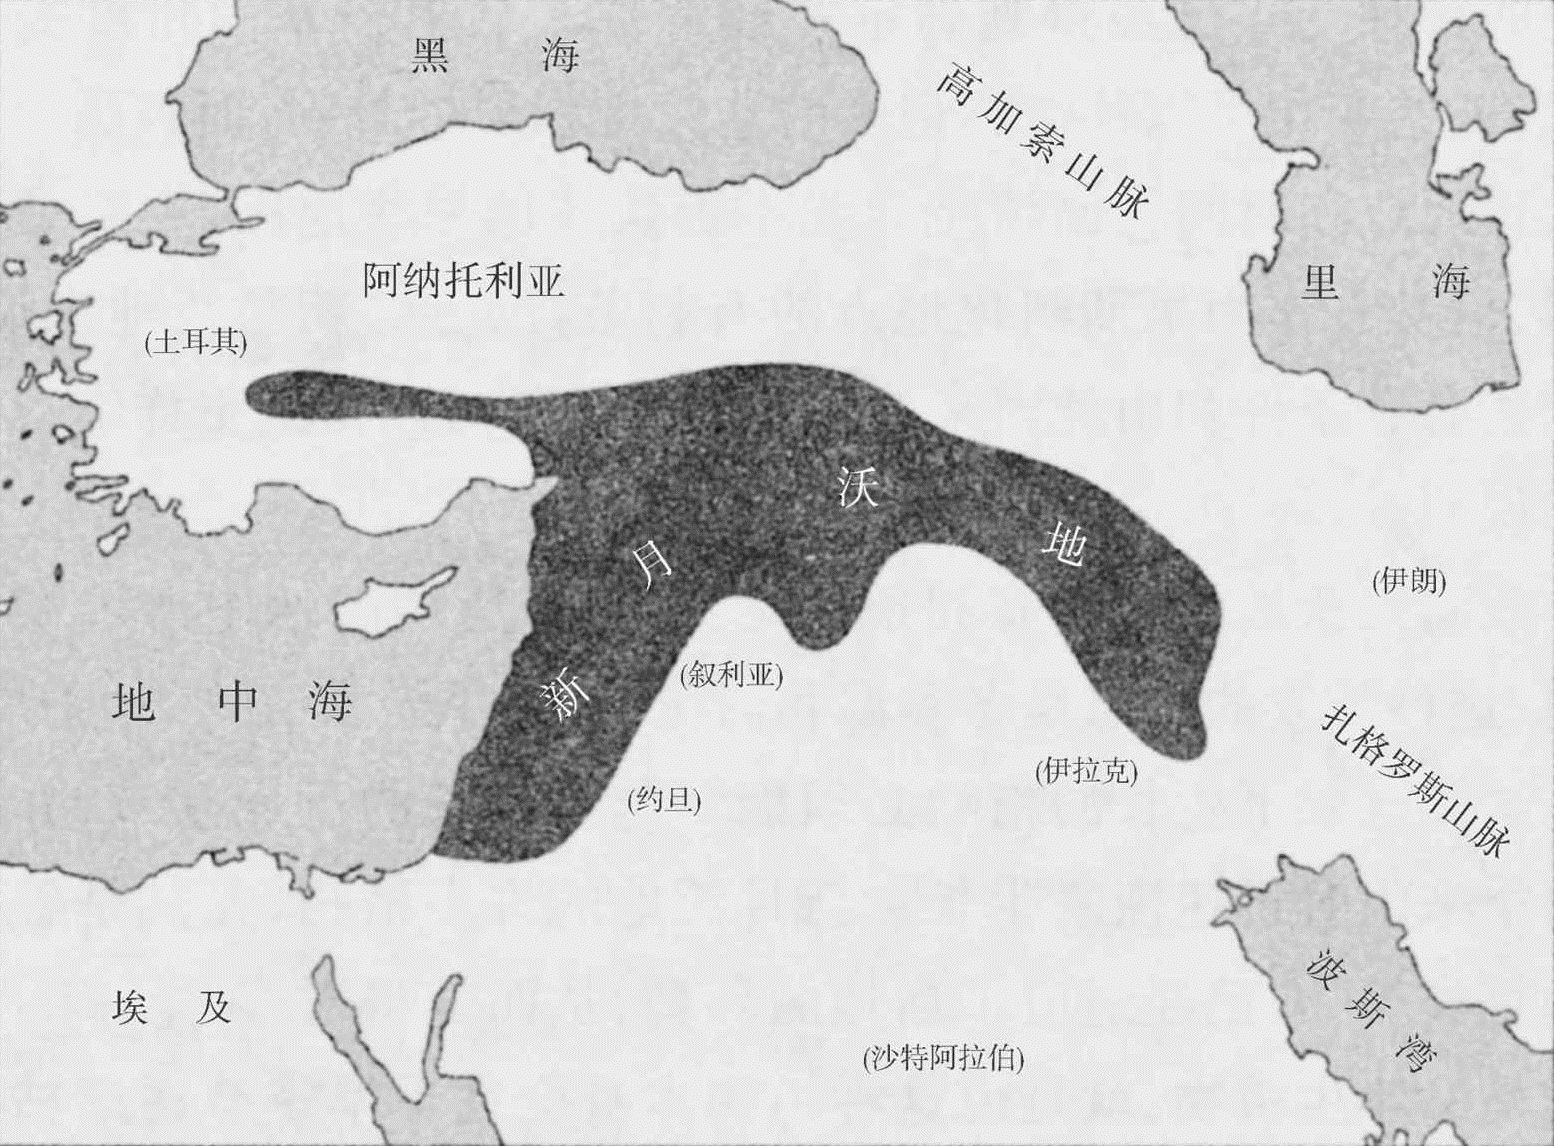 黑海
高加索山脉
里海
阿纳托利亚
(土耳其)
新月沃地
(伊朗)
地中海
(叙利亚)
(伊拉克)
(约旦)
扎格罗斯山脉
埃及
波斯湾
(沙特阿拉伯)